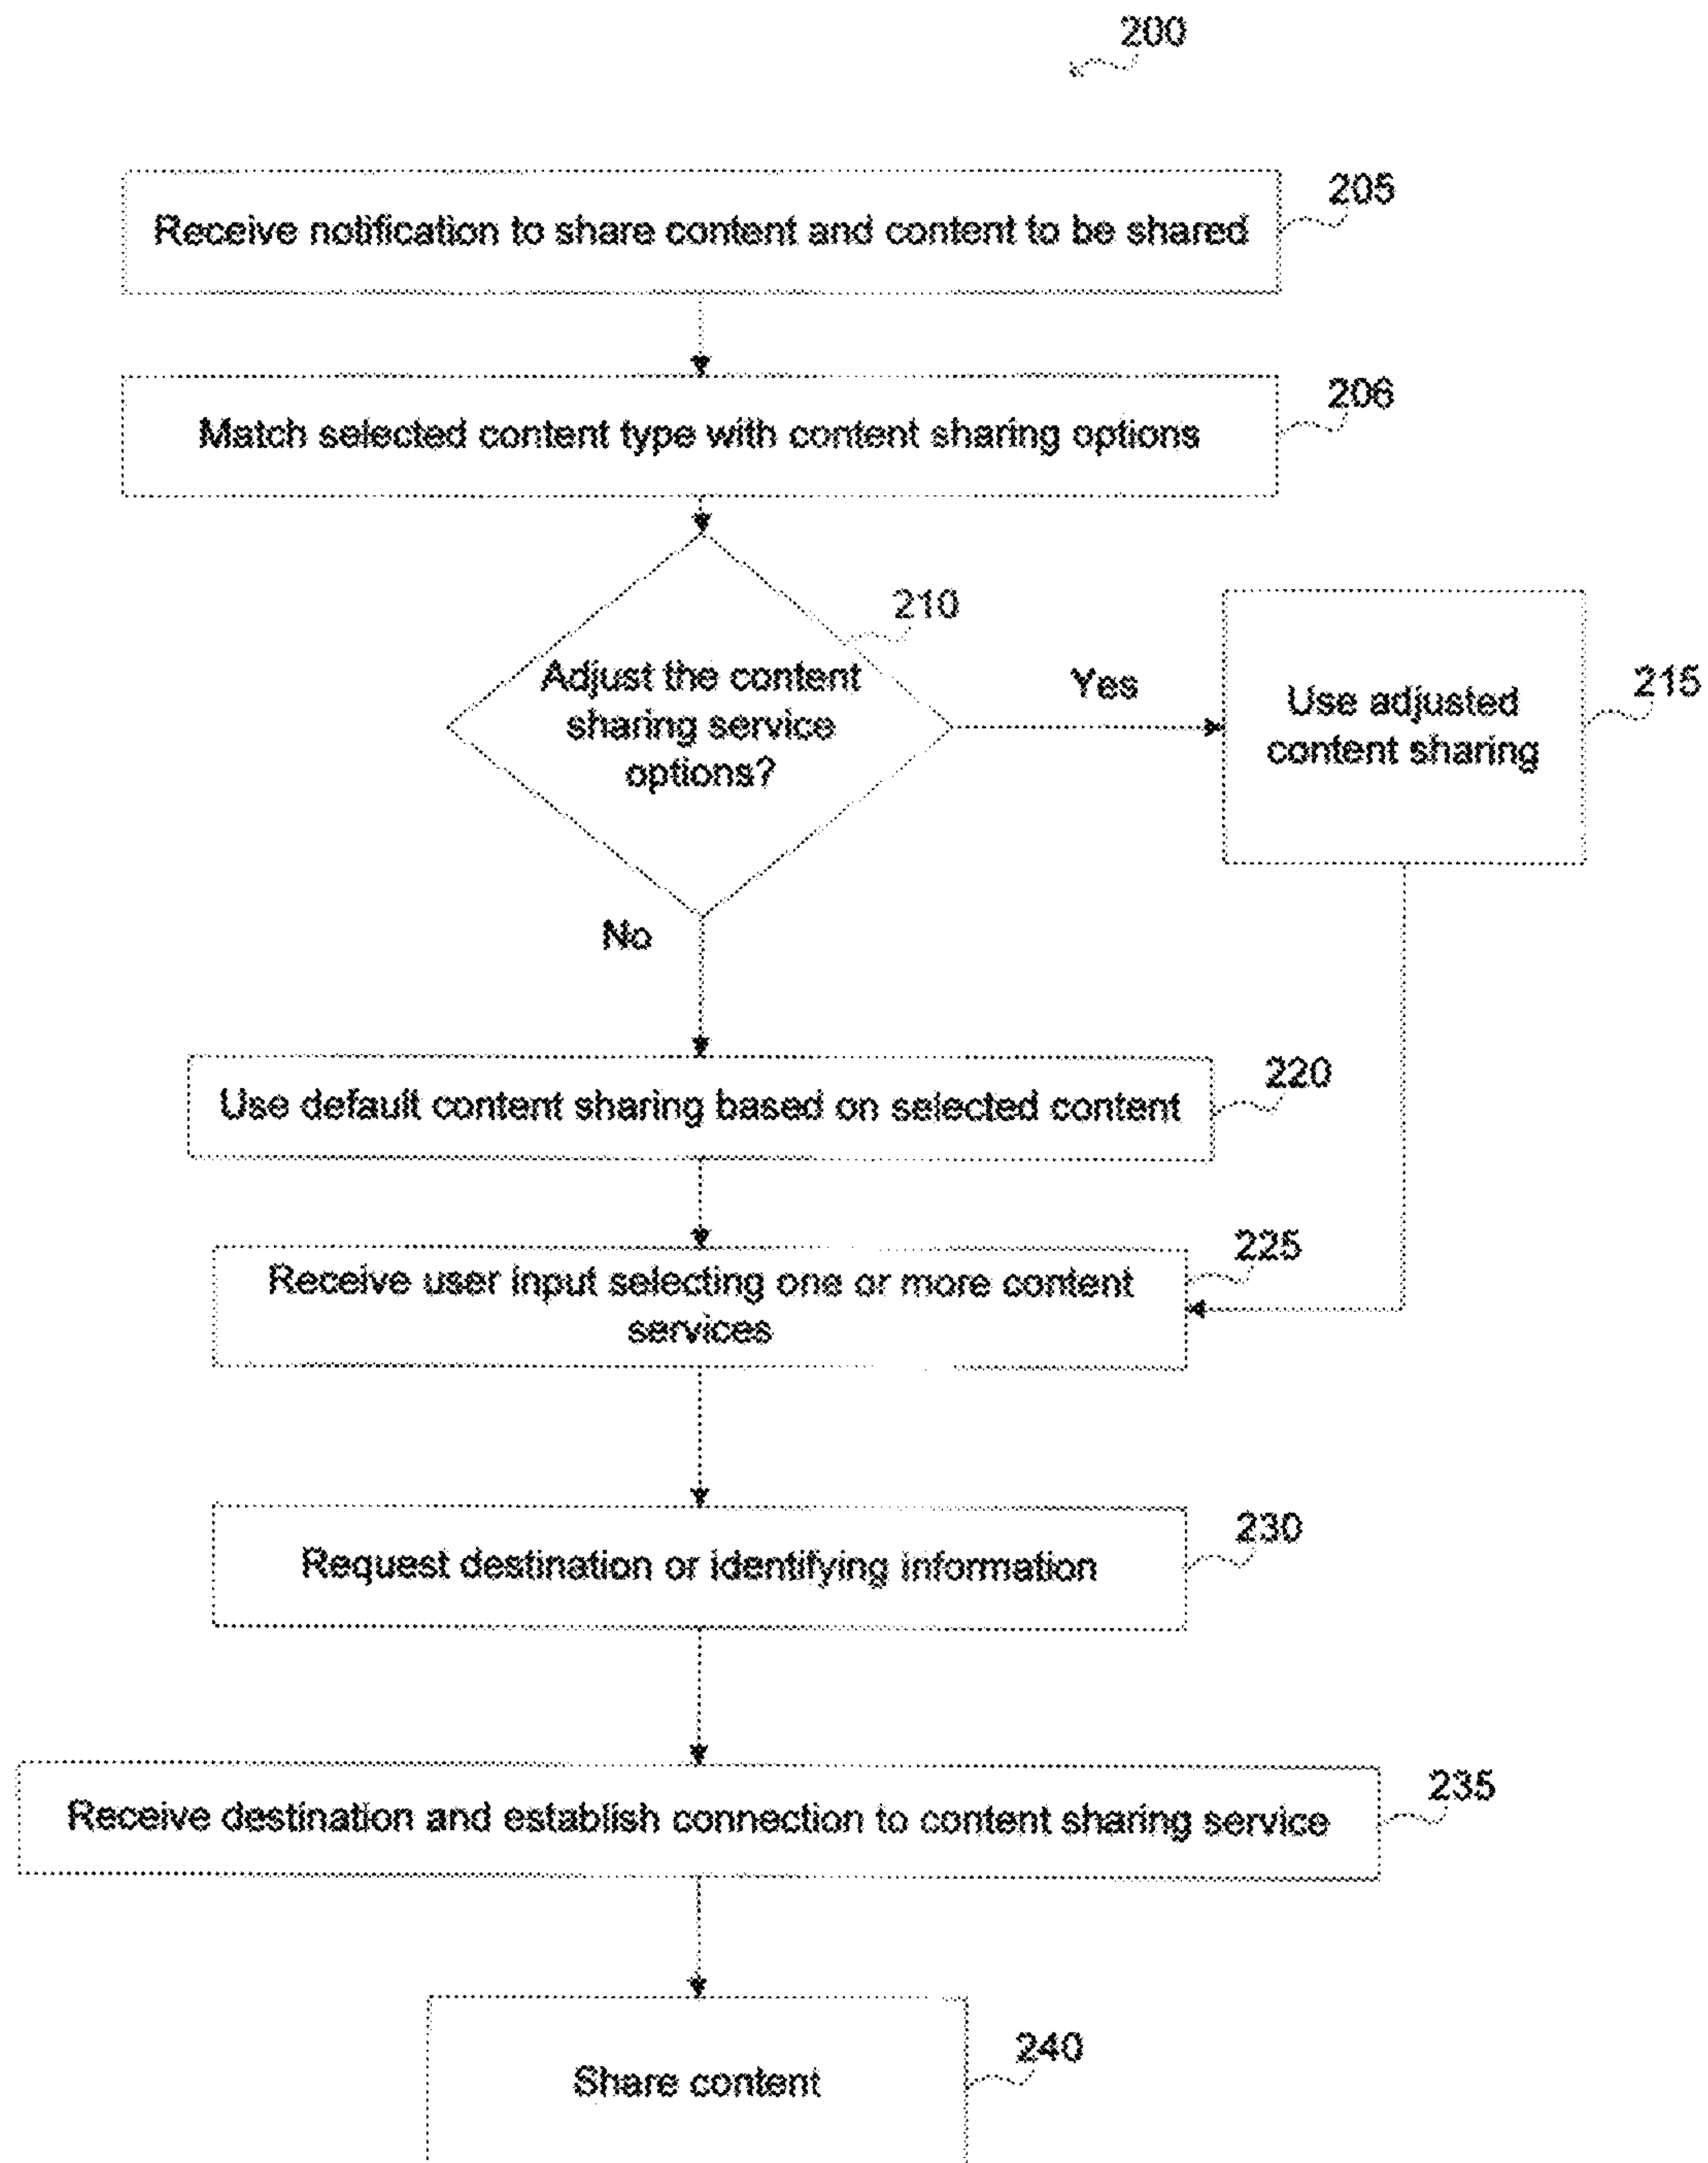 200
205
Receive notification to share content and content to be shared
206
Match selected content type with content sharing options
210
Adjust the content
sharing service
options?
Yes
Use adjusted
content sharing
215
No
220
Use default content sharing based on selected content
225
Receive user input selecting one or more content
services
230
Request destination or identifying information
235
Receive destination and establish connection to content sharing service
240
Share content